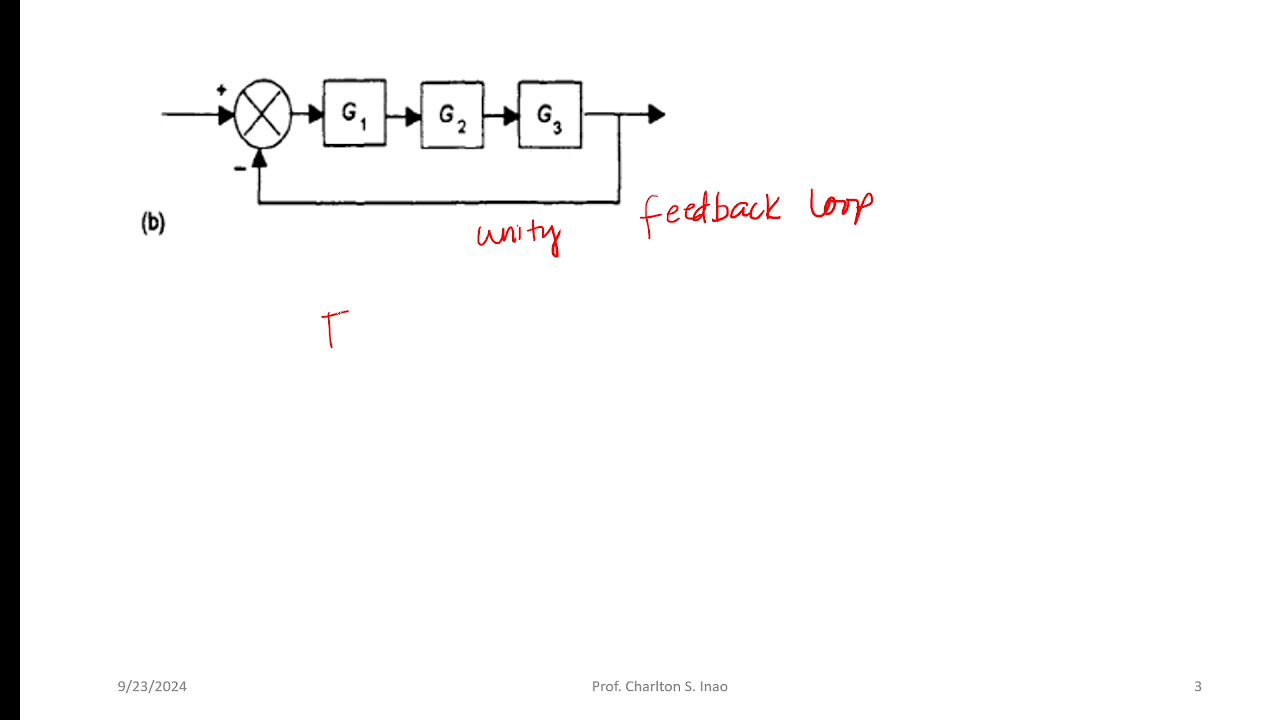 +
G1 G2 G3
−
(b)
unity feedback loop
T
9/23/2024 Prof. Charlton S. Inao 3